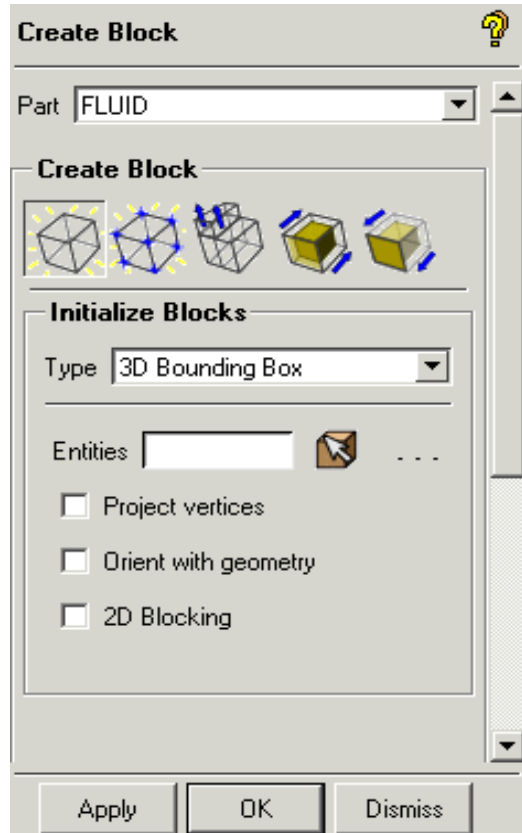 Create Block
Part FLUID
Create Block
Initialize Blocks
Type 3D Bounding Box
Entities ...
Project vertices
Orient with geometry
2D Blocking
Apply OK Dismiss